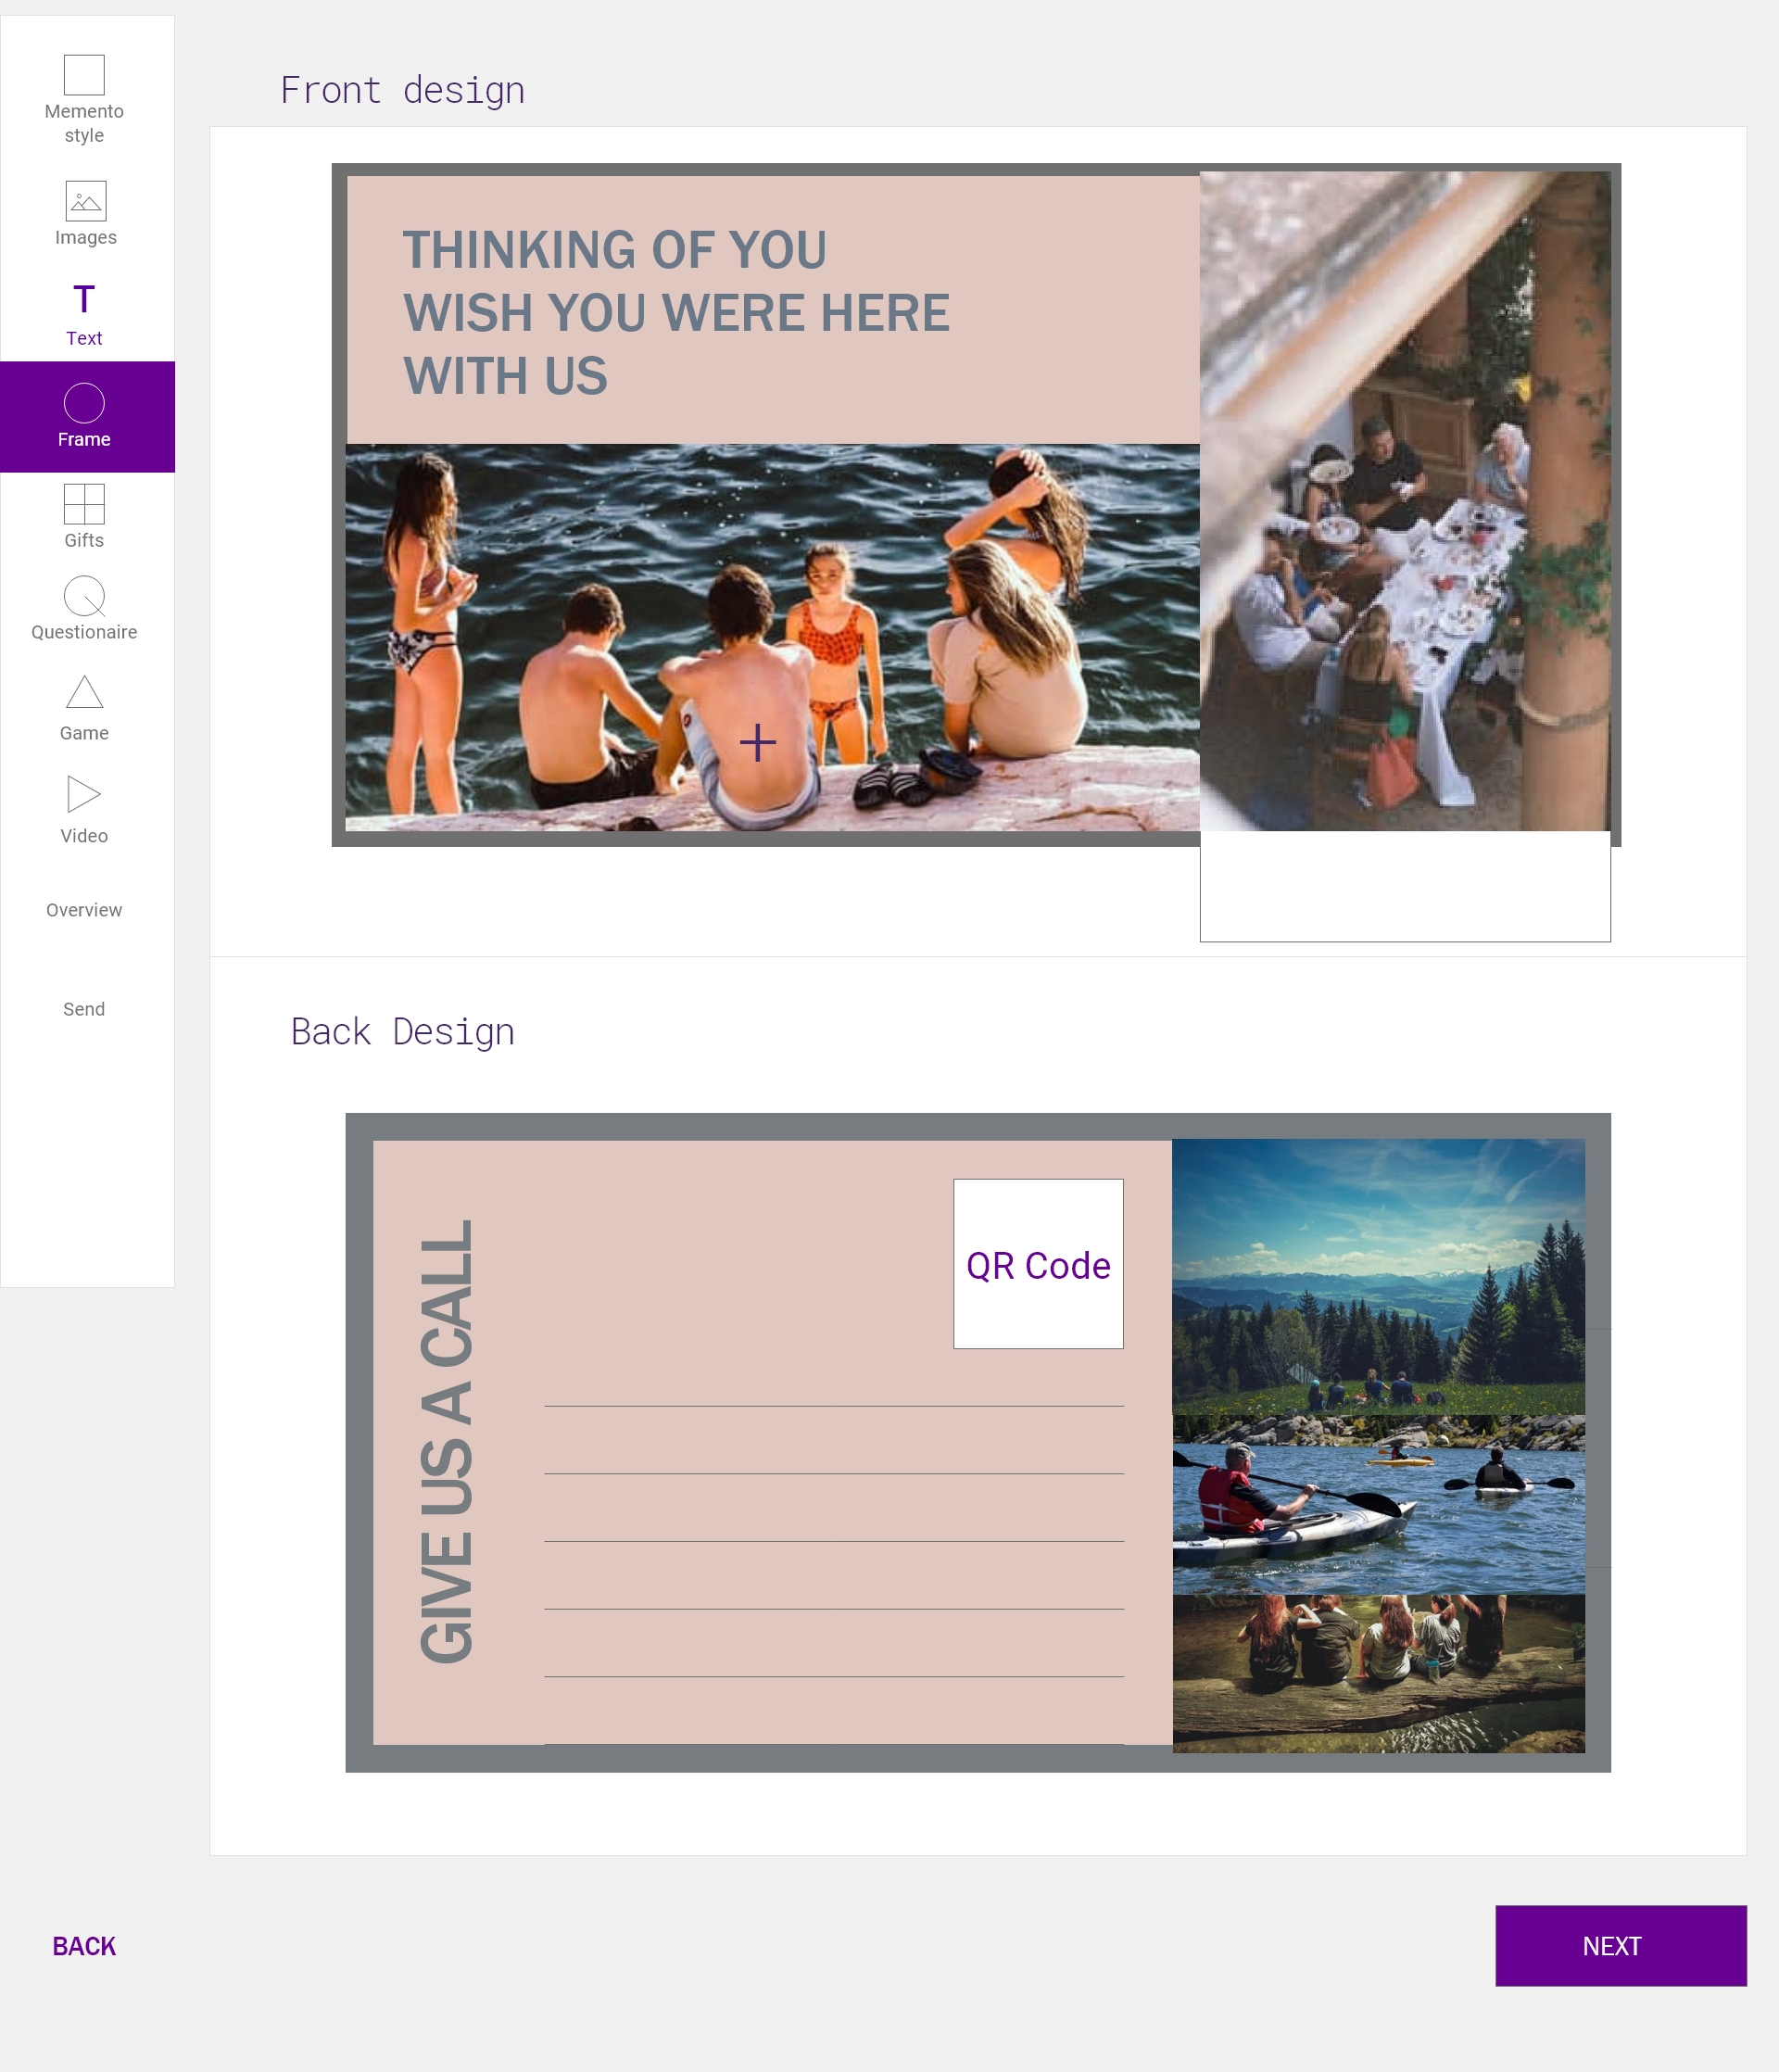 Front design
Memento
style
Images
T
Text
Frame
Gifts
Questionaire
Game
Video
Overview
Send
THINKING OF YOU
WISH YOU WERE HERE
WITH US
Back Design
GIVE US A CALL
QR Code
BACK
NEXT